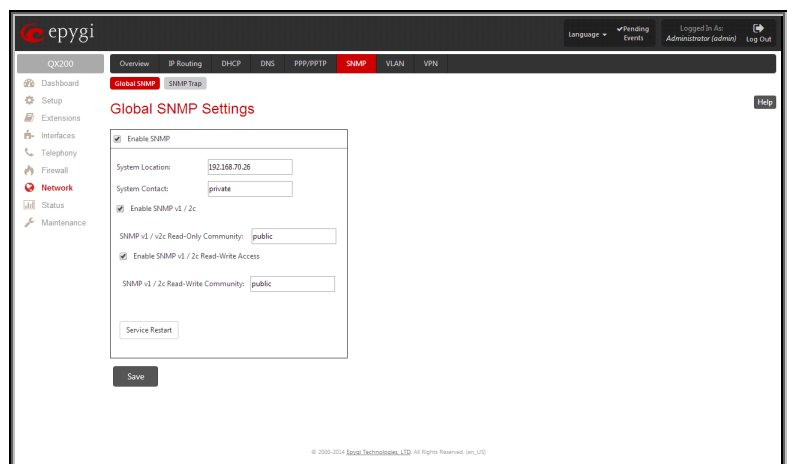 epygi
Language
Pending Events
Logged In As:
Administrator (admin)
Log Out
QX200
Overview IP Routing DHCP DNS PPP/PPTP SNMP VLAN VPN
Dashboard
Setup
Extensions
Interfaces
Telephony
Firewall
Network
Status
Maintenance
Global SNMP SNMP Trap
Help
Global SNMP Settings
Enable SNMP
System Location: 192.168.70.26
System Contact: private
Enable SNMP v1 / 2c
SNMP v1 / v2c Read-Only Community: public
Enable SNMP v1 / 2c Read-Write Access
SNMP v1 / 2c Read-Write Community: public
Service Restart
Save
© 2000-2014 Epygi Technologies, LTD. All Rights Reserved. (en_US)